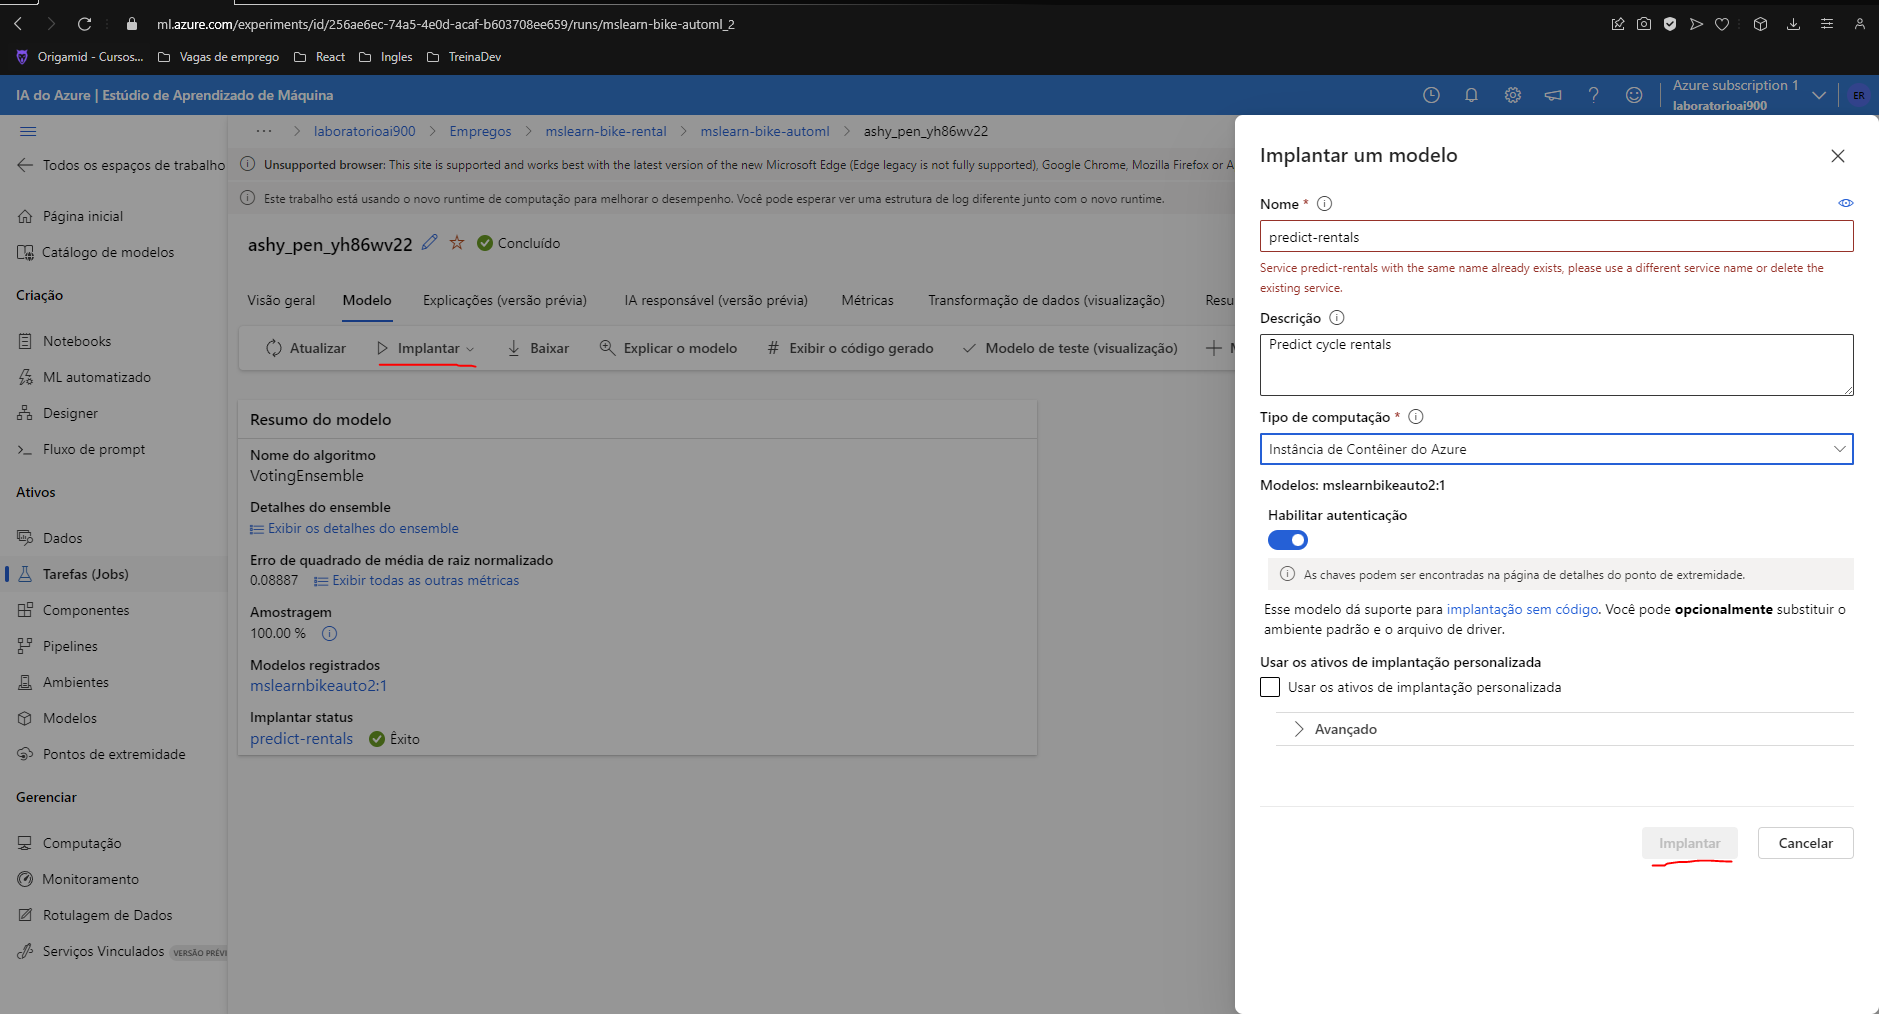 ml.azure.com/experiments/id/256ae6ec-74a5-4e0d-acaf-b603708ee659/runs/mslearn-bike-automl_2
Origamid - Cursos...
Vagas de emprego
React
Ingles
TreinaDev
IA do Azure | Estúdio de Aprendizado de Máquina
Azure subscription 1
laboratorioai900
ER
Todos os espaços de trabalho
Página inicial
Catálogo de modelos
Criação
Notebooks
ML automatizado
Designer
Fluxo de prompt
Ativos
Dados
Tarefas (Jobs)
Componentes
Pipelines
Ambientes
Modelos
Pontos de extremidade
Gerenciar
Computação
Monitoramento
Rotulagem de Dados
Serviços Vinculados VERSÃO PRÉVI
... > laboratorioai900 > Empregos > mslearn-bike-rental > mslearn-bike-automl > ashy_pen_yh86wv22
Unsupported browser: This site is supported and works best with the latest version of the new Microsoft Edge (Edge legacy is not fully supported), Google Chrome, Mozilla Firefox or A
Este trabalho está usando o novo runtime de computação para melhorar o desempenho. Você pode esperar ver uma estrutura de log diferente junto com o novo runtime.
ashy_pen_yh86wv22 Concluído
Visão geral
Modelo
Explicações (versão prévia)
IA responsável (versão prévia)
Métricas
Transformação de dados (visualização)
Resu
Atualizar
Implantar
Baixar
Explicar o modelo
# Exibir o código gerado
Modelo de teste (visualização)
Resumo do modelo
Nome do algoritmo
VotingEnsemble
Detalhes do ensemble
Exibir os detalhes do ensemble
Erro de quadrado de média de raiz normalizado
0.08887 Exibir todas as outras métricas
Amostragem
100.00 %
Modelos registrados
mslearnbikeauto2:1
Implantar status
predict-rentals Êxito
Implantar um modelo
Nome *
predict-rentals
Service predict-rentals with the same name already exists, please use a different service name or delete the
existing service.
Descrição
Predict cycle rentals
Tipo de computação *
Instância de Contêiner do Azure
Modelos: mslearnbikeauto2:1
Habilitar autenticação
As chaves podem ser encontradas na página de detalhes do ponto de extremidade.
Esse modelo dá suporte para implantação sem código. Você pode opcionalmente substituir o
ambiente padrão e o arquivo de driver.
Usar os ativos de implantação personalizada
Usar os ativos de implantação personalizada
Avançado
Implantar
Cancelar